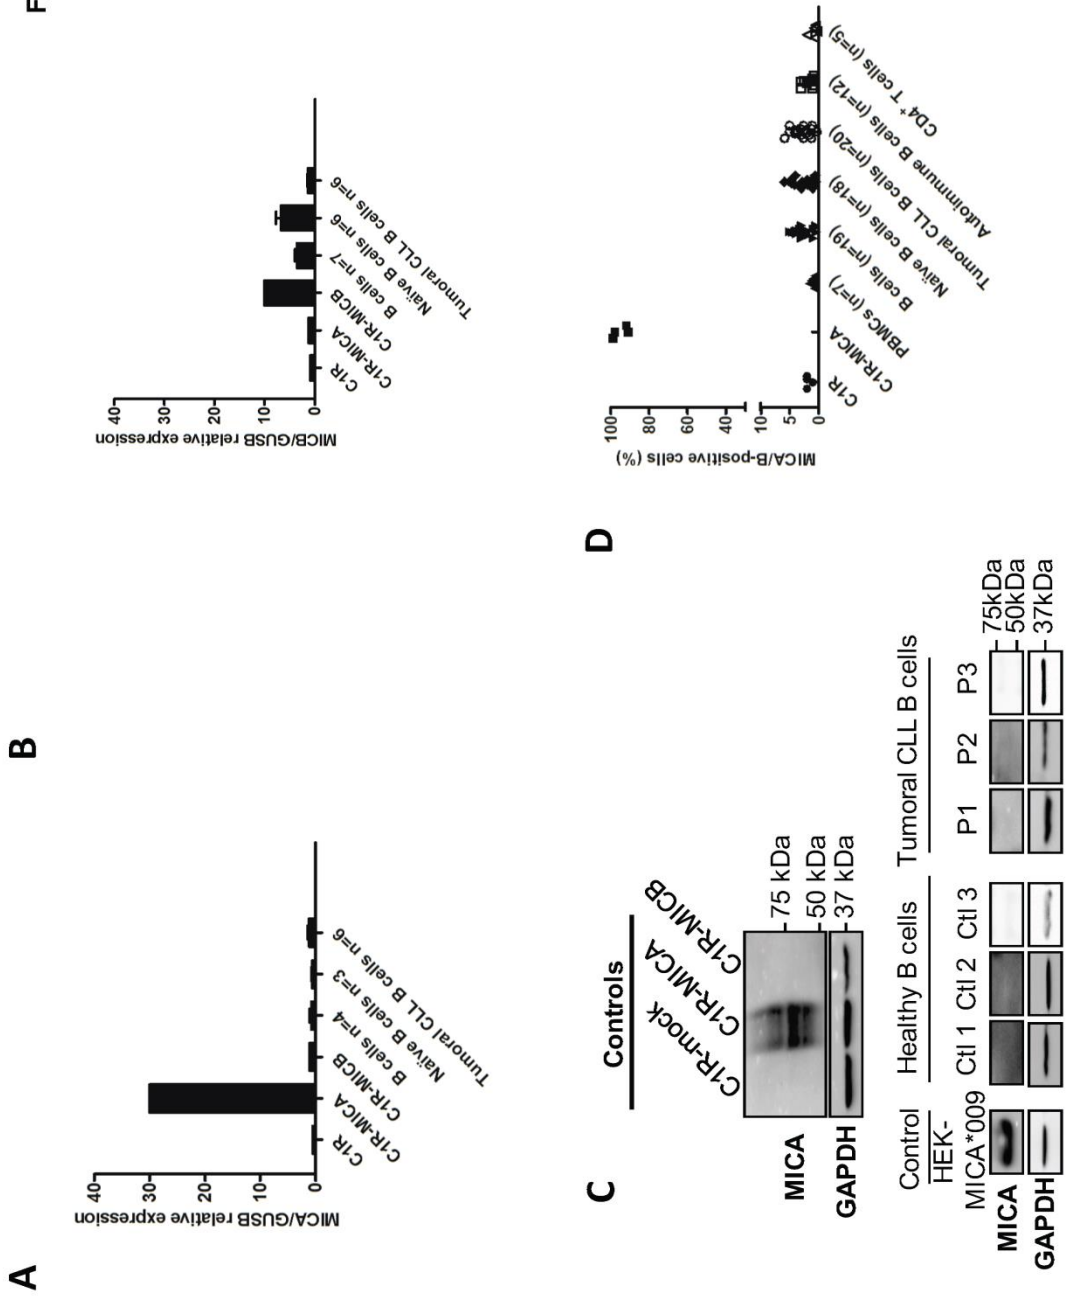 A
MICA/GUSB relative expression
40
30
20
10
0
C1R
C1R-MICA
C1R-MICB
B cells n=4
Naïve B cells n=3
Tumoral CLL B cells n=6
B
MICB/GUSB relative expression
40
30
20
10
0
C1R
C1R-MICA
C1R-MICB
B cells n=7
Naïve B cells n=6
Tumoral CLL B cells n=6
C
Controls
C1R-mock
C1R-MICA
C1R-MICB
MICA
75 kDa
50 kDa
GAPDH
37 kDa
Control
HEK-
MICA*009
Healthy B cells
Ctl 1 Ctl 2 Ctl 3
Tumoral CLL B cells
P1 P2 P3
MICA
75kDa
50kDa
GAPDH
37kDa
D
MICA/B-positive cells (%)
100
80
60
40
10
5
0
C1R
C1R-MICA
PBMCs (n=7)
B cells (n=19)
Naïve B cells (n=18)
Tumoral CLL B cells (n=20)
Autoimmune B cells (n=12)
CD4+ T cells (n=5)